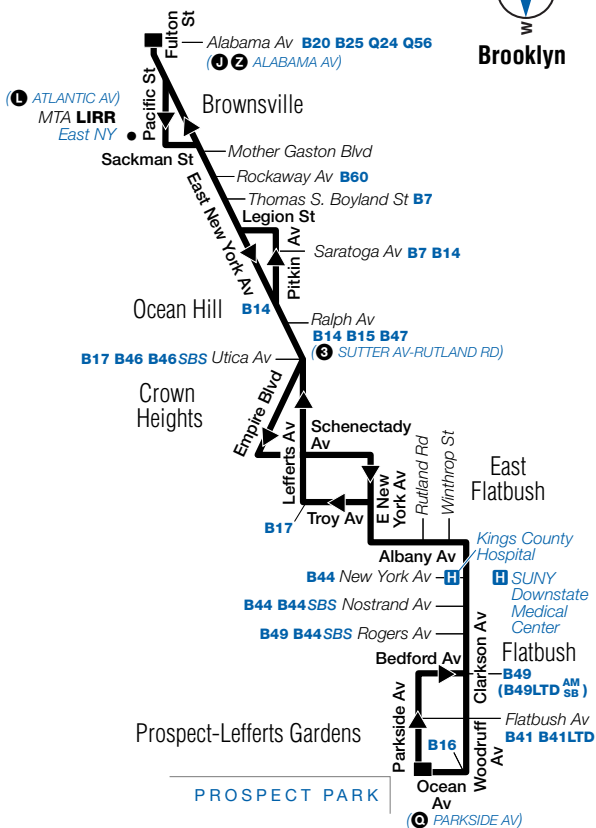 W
Brooklyn
Fulton
St
Alabama Av B20 B25 Q24 Q56
(J Z ALABAMA AV)
(L ATLANTIC AV)
MTA LIRR
East NY
Pacific St
Brownsville
Sackman St
Mother Gaston Blvd
Rockaway Av B60
Thomas S. Boyland St B7
East New York Av
Legion St
Pitkin Av
Saratoga Av B7 B14
Ocean Hill
B14
Ralph Av
B14 B15 B47
(3 SUTTER AV-RUTLAND RD)
B17 B46 B46SBS Utica Av
Crown
Heights
Empire Blvd
Lefferts Av
Schenectady
Av
E New
York Av
Rutland Rd
Winthrop St
East
Flatbush
B17
Troy Av
Albany Av
Kings County
Hospital
B44 New York Av
H
H SUNY
Downstate
Medical
Center
B44 B44SBS Nostrand Av
B49 B44SBS Rogers Av
Clarkson Av
Bedford Av
Flatbush
B49
(B49LTD AM SB)
Parkside Av
Flatbush Av
B41 B41LTD
Woodruff
Av
Prospect-Lefferts Gardens
B16
Ocean
Av
PROSPECT PARK
(Q PARKSIDE AV)